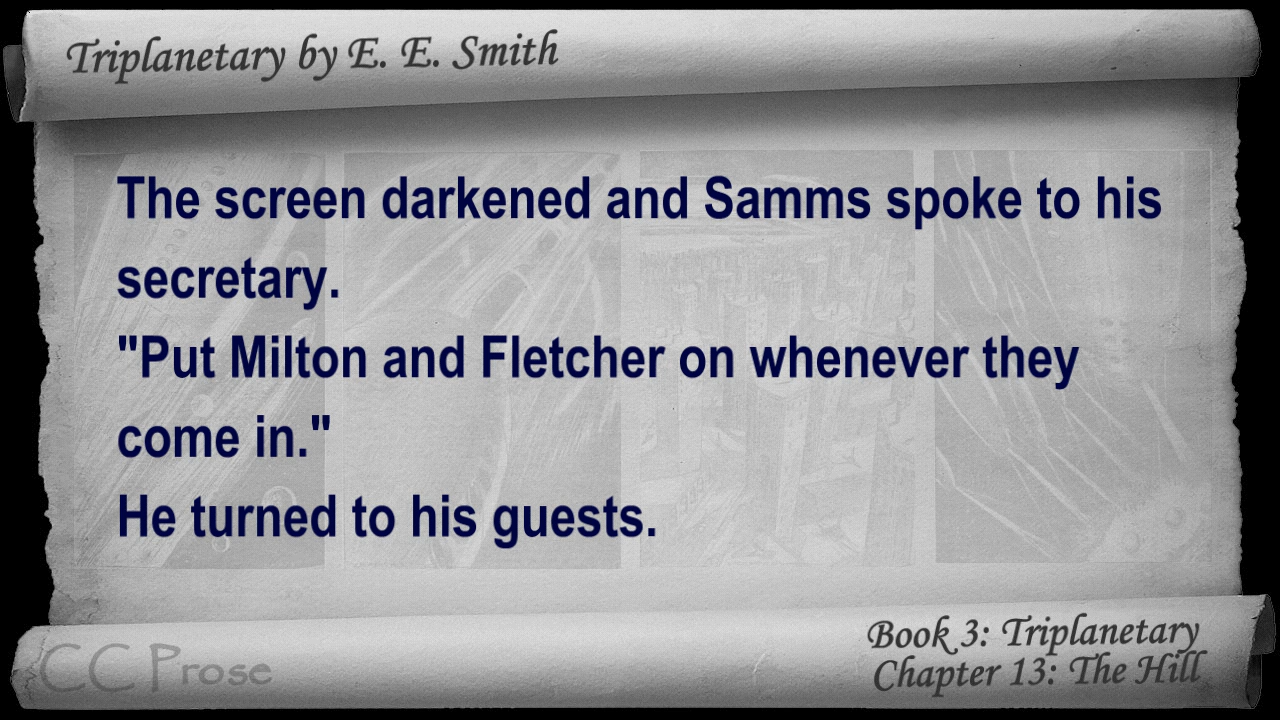 Triplanetary by E. E. Smith
The screen darkened and Samms spoke to his
secretary.
"Put Milton and Fletcher on whenever they
come in."
He turned to his guests.
Book 3: Triplanetary
Chapter 13: The Hill
CC Prose